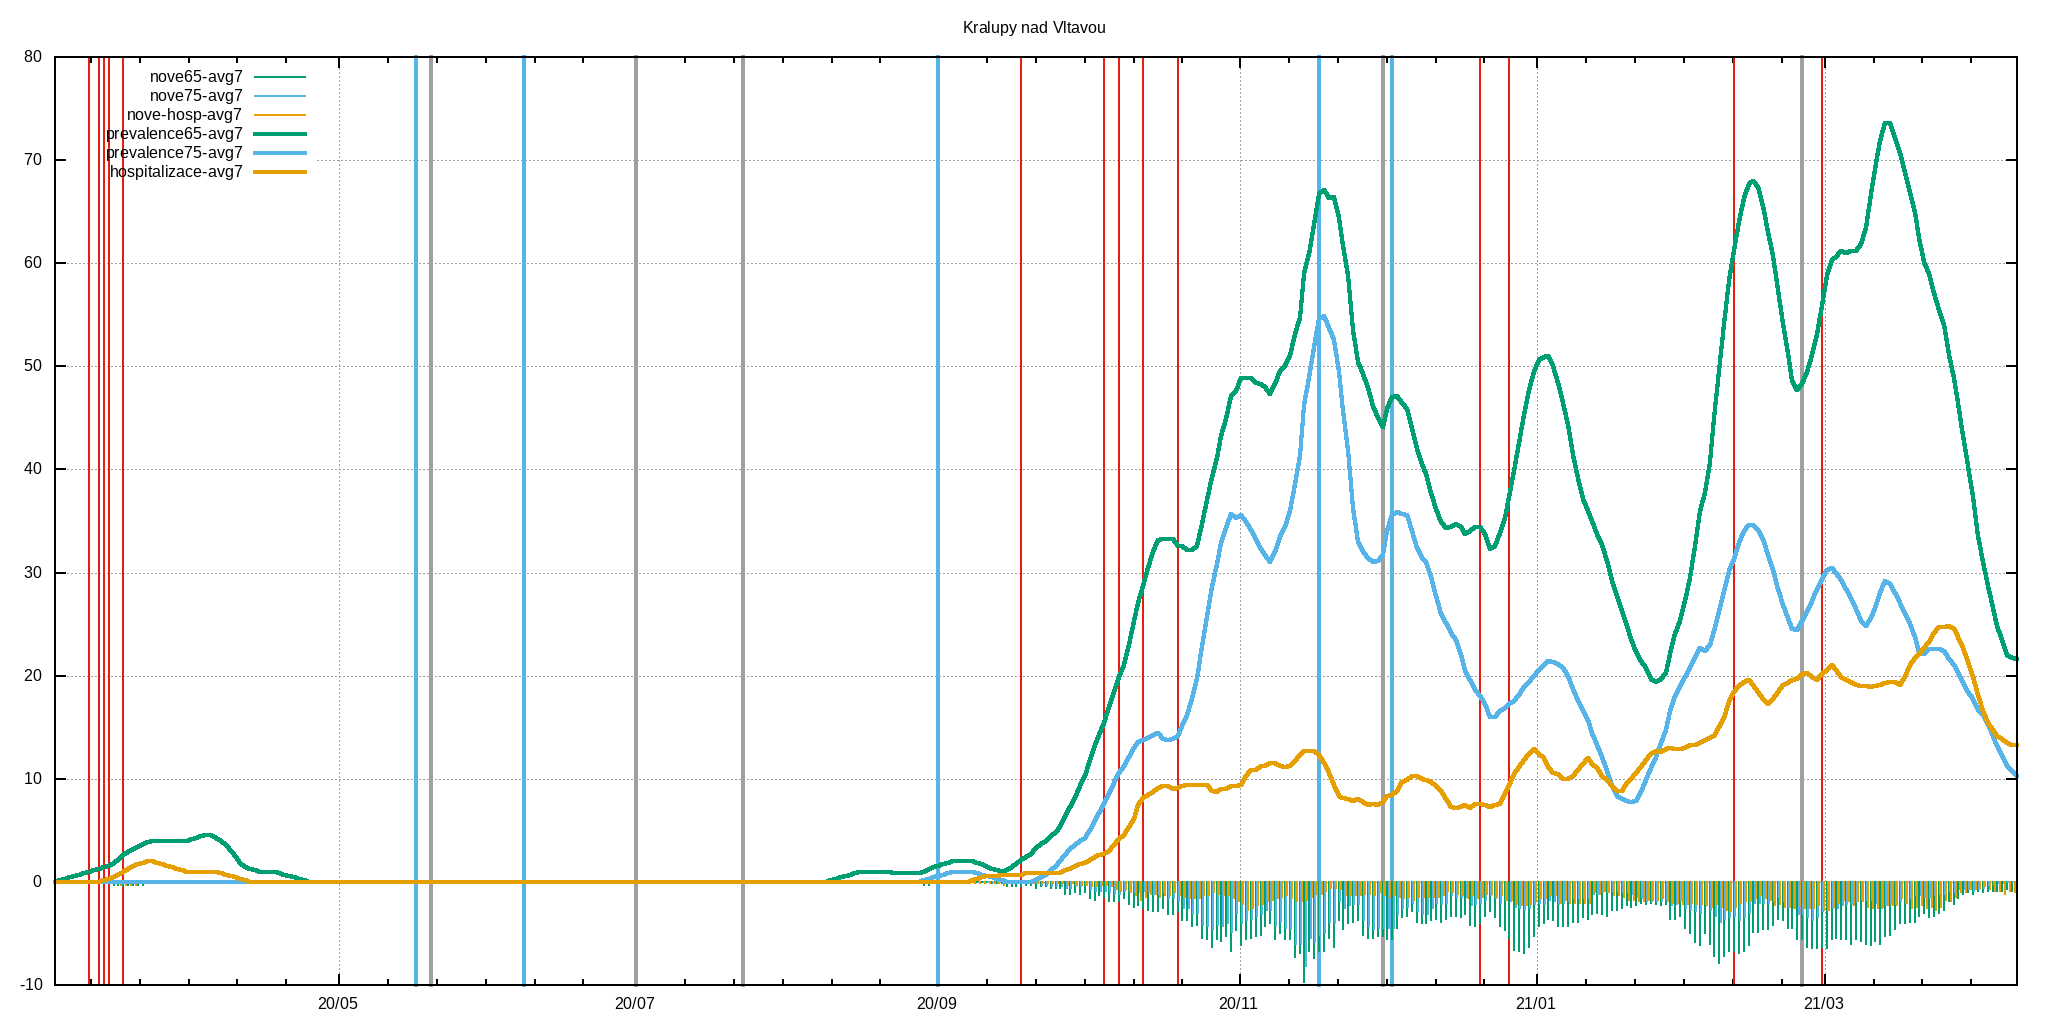 Kralupy nad Vltavou
80
70
60
50
40
30
20
10
0
-10
nove65-avg7
nove75-avg7
nove-hosp-avg7
prevalence65-avg7
prevalence75-avg7
hospitalizace-avg7
20/05
20/07
20/09
20/11
21/01
21/03